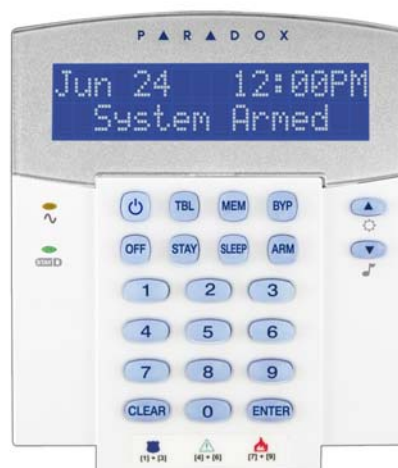 PARADOX
Jun 24 12:00PM
System Armed
TBL MEM BYP
OFF STAY SLEEP ARM
STAY D
1 2 3
4 5 6
7 8 9
CLEAR 0 ENTER
[1] + [3] [4] + [6] [7] + [9]